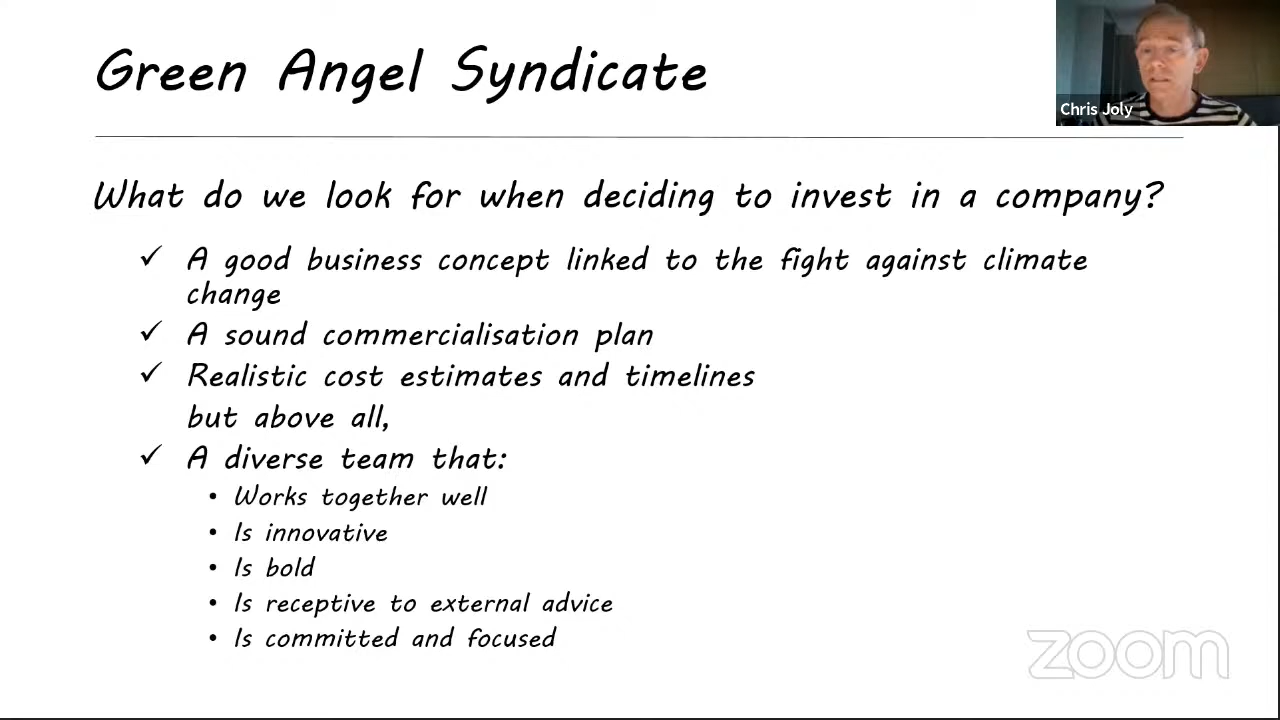 Green Angel Syndicate
Chris Joly
What do we look for when deciding to invest in a company?
✓ A good business concept linked to the fight against climate
change
✓ A sound commercialisation plan
✓ Realistic cost estimates and timelines
but above all,
✓ A diverse team that:
• Works together well
• Is innovative
• Is bold
• Is receptive to external advice
• Is committed and focused
zoom